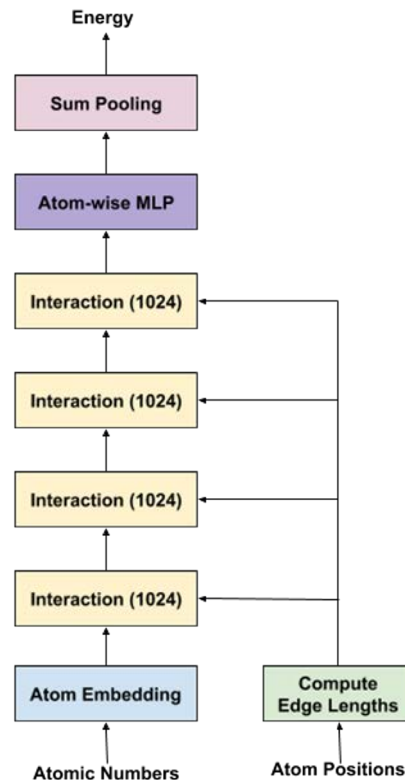 Energy
Sum Pooling
Atom-wise MLP
Interaction (1024)
Interaction (1024)
Interaction (1024)
Interaction (1024)
Atom Embedding
Compute
Edge Lengths
Atomic Numbers
Atom Positions